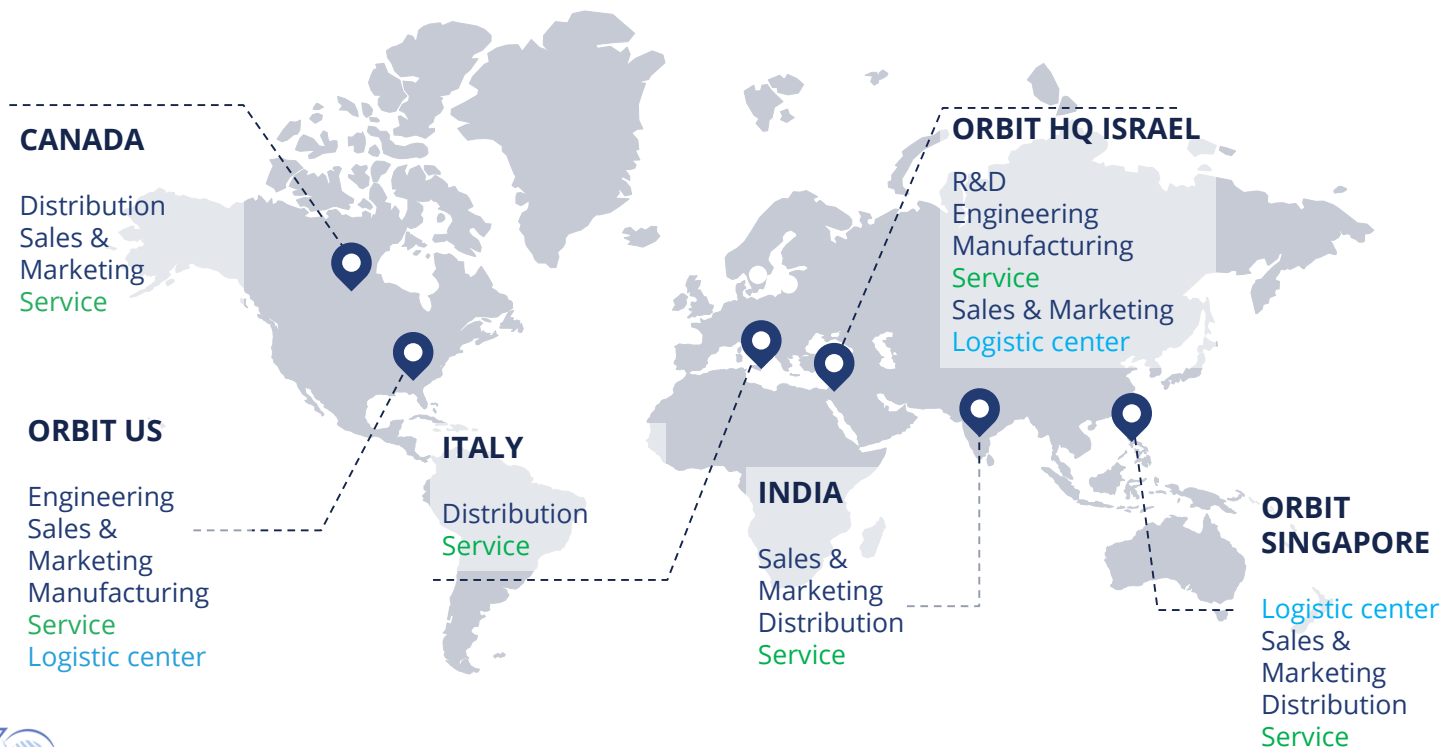 CANADA
Distribution
Sales &
Marketing
Service
ORBIT US
Engineering
Sales &
Marketing
Manufacturing
Service
Logistic center
ITALY
Distribution
Service
ORBIT HQ ISRAEL
R&D
Engineering
Manufacturing
Service
Sales & Marketing
Logistic center
INDIA
Sales &
Marketing
Distribution
Service
ORBIT
SINGAPORE
Logistic center
Sales &
Marketing
Distribution
Service